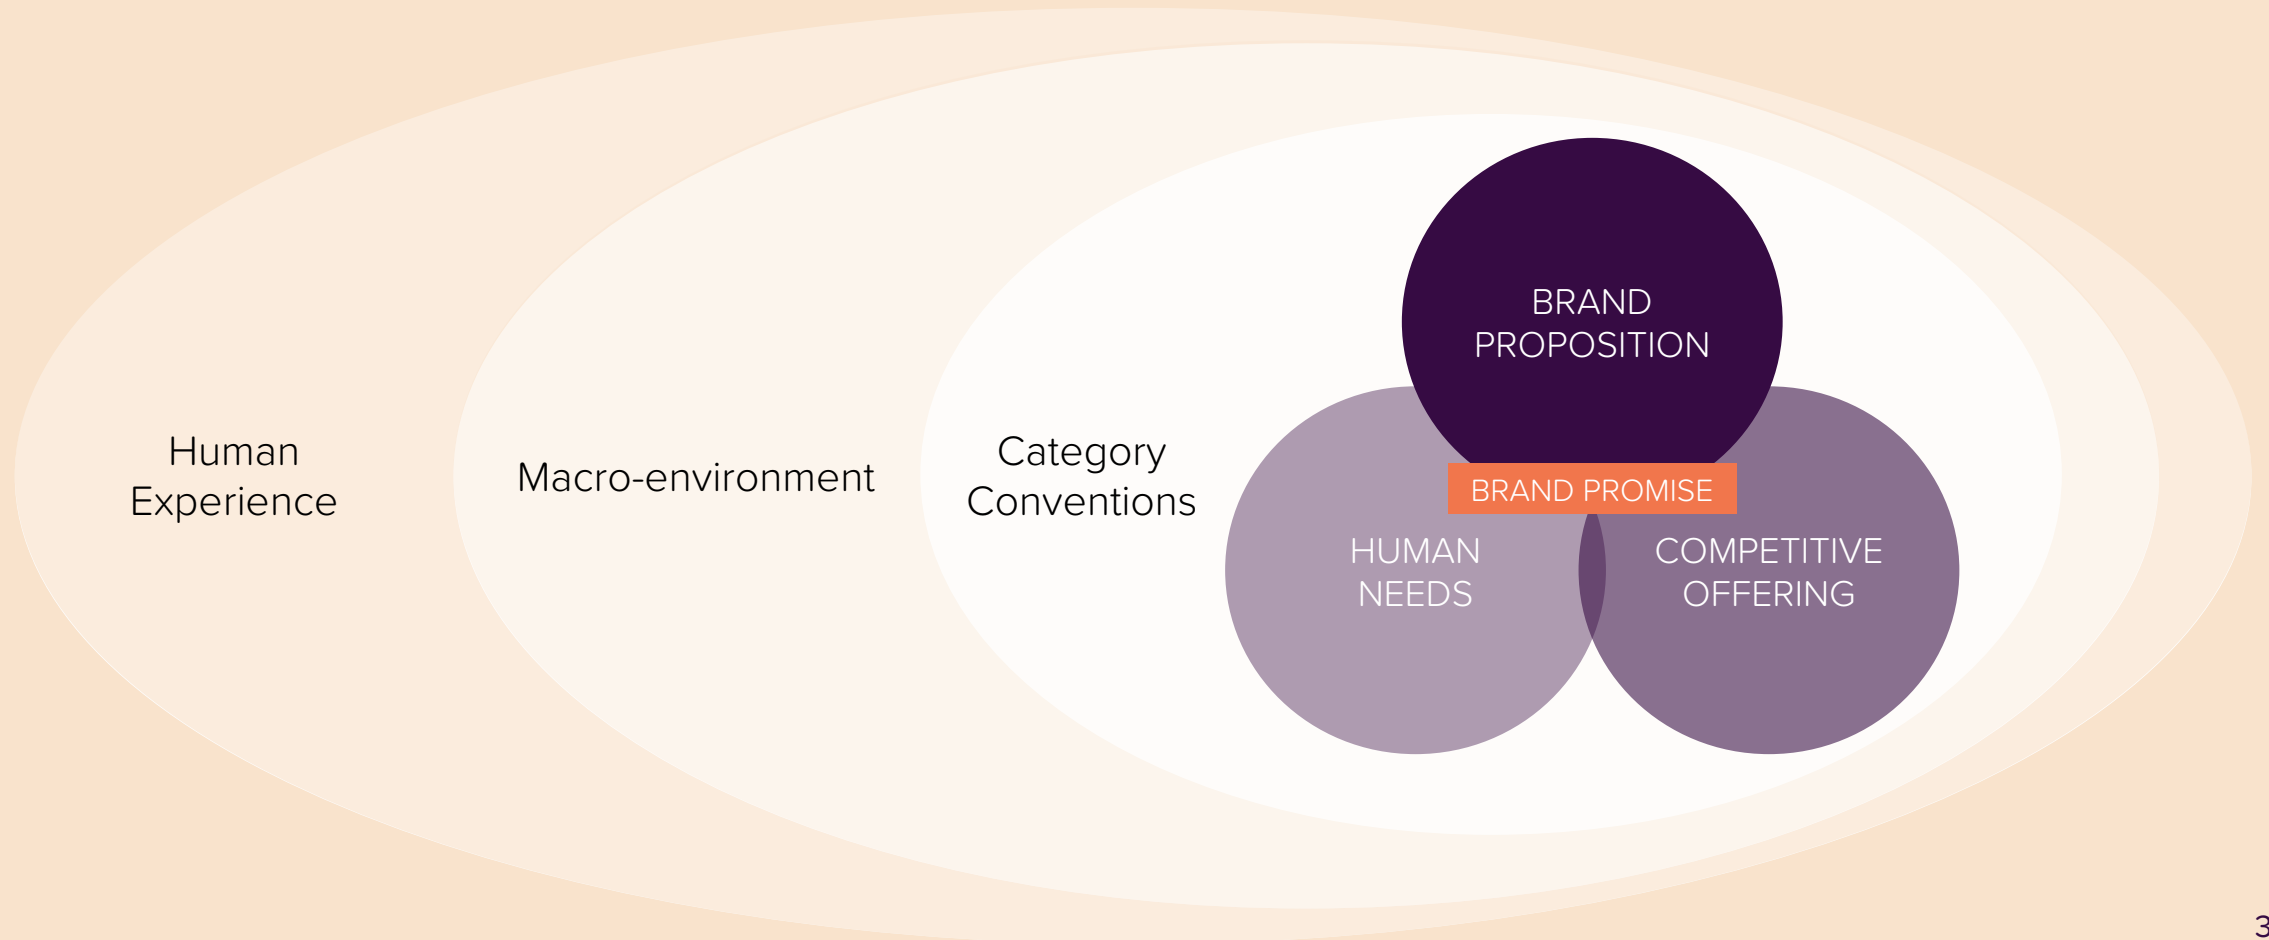 Human
Experience
Macro-environment
Category
Conventions
BRAND
PROPOSITION
BRAND PROMISE
HUMAN
NEEDS
COMPETITIVE
OFFERING
3